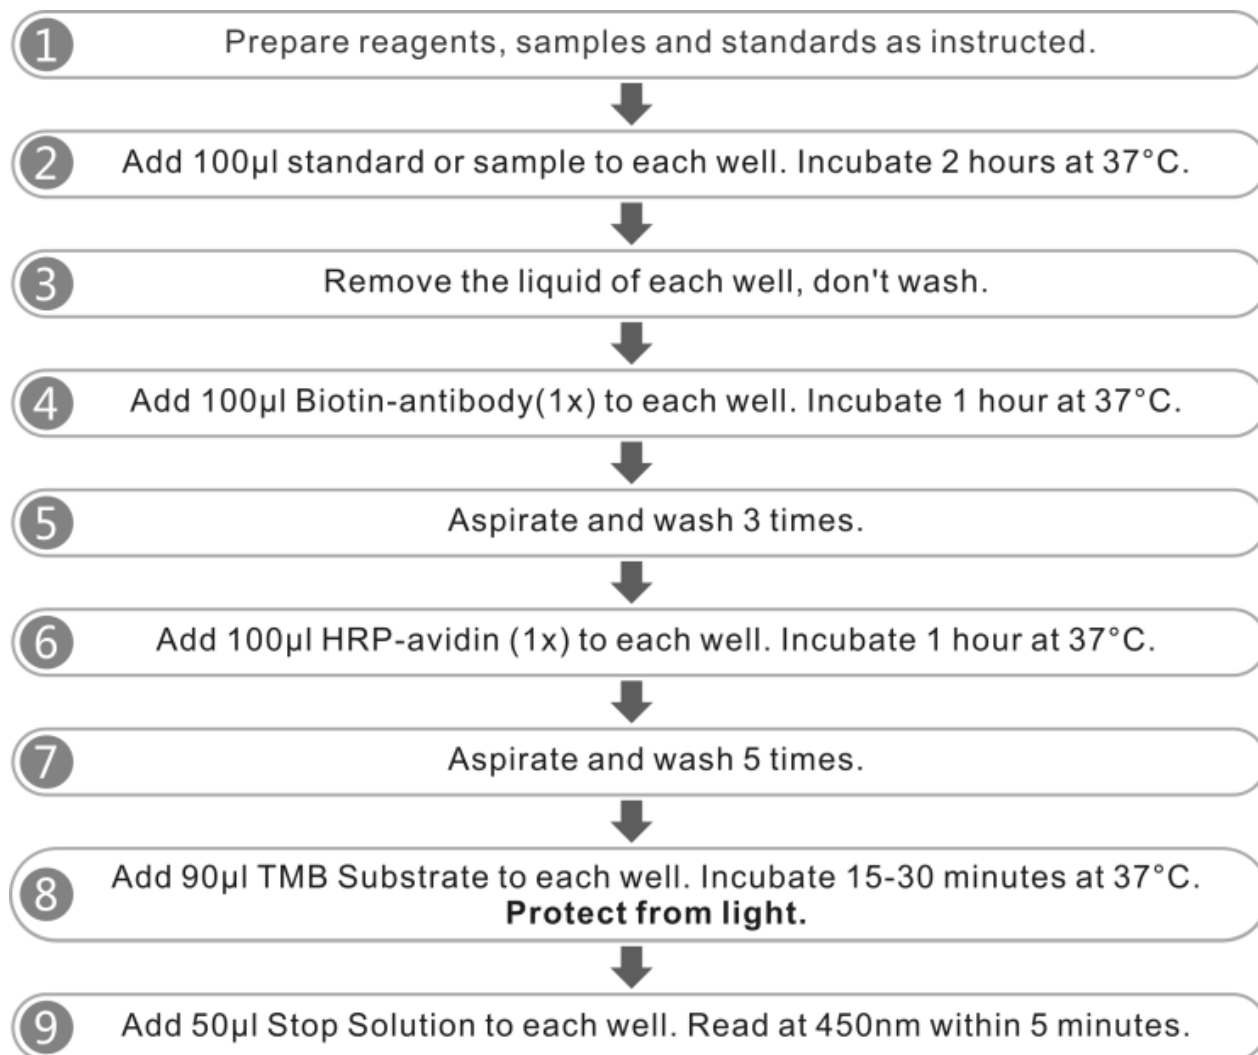 1 Prepare reagents, samples and standards as instructed.
2 Add 100µl standard or sample to each well. Incubate 2 hours at 37°C.
3 Remove the liquid of each well, don't wash.
4 Add 100µl Biotin-antibody(1x) to each well. Incubate 1 hour at 37°C.
5 Aspirate and wash 3 times.
6 Add 100µl HRP-avidin (1x) to each well. Incubate 1 hour at 37°C.
7 Aspirate and wash 5 times.
8 Add 90µl TMB Substrate to each well. Incubate 15-30 minutes at 37°C.
Protect from light.
9 Add 50µl Stop Solution to each well. Read at 450nm within 5 minutes.